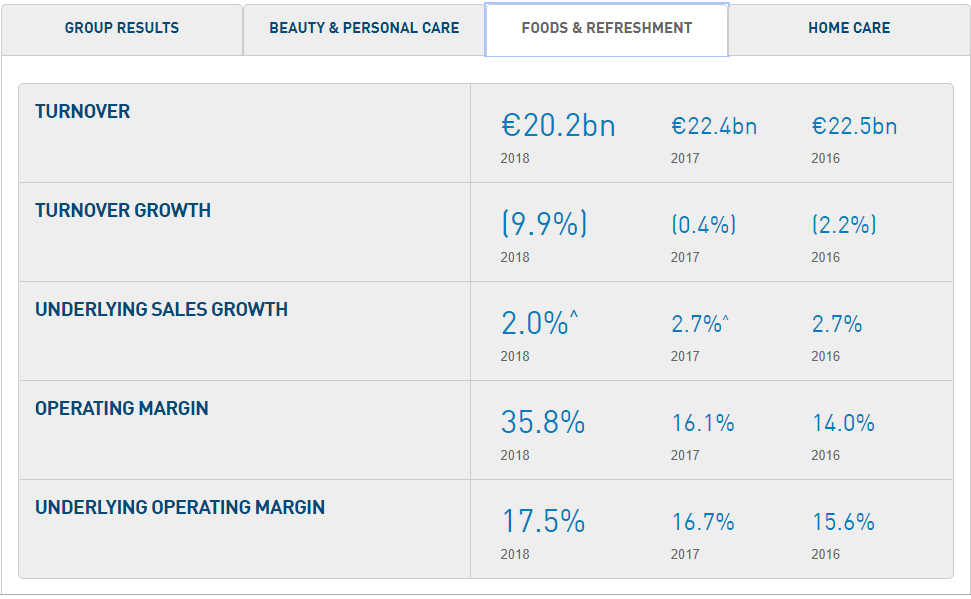 GROUP RESULTS BEAUTY & PERSONAL CARE FOODS & REFRESHMENT HOME CARE
TURNOVER
€20.2bn €22.4bn €22.5bn
2018 2017 2016
TURNOVER GROWTH
(9.9%) (0.4%) (2.2%)
2018 2017 2016
UNDERLYING SALES GROWTH
2.0%^ 2.7%^ 2.7%
2018 2017 2016
OPERATING MARGIN
35.8% 16.1% 14.0%
2018 2017 2016
UNDERLYING OPERATING MARGIN
17.5% 16.7% 15.6%
2018 2017 2016